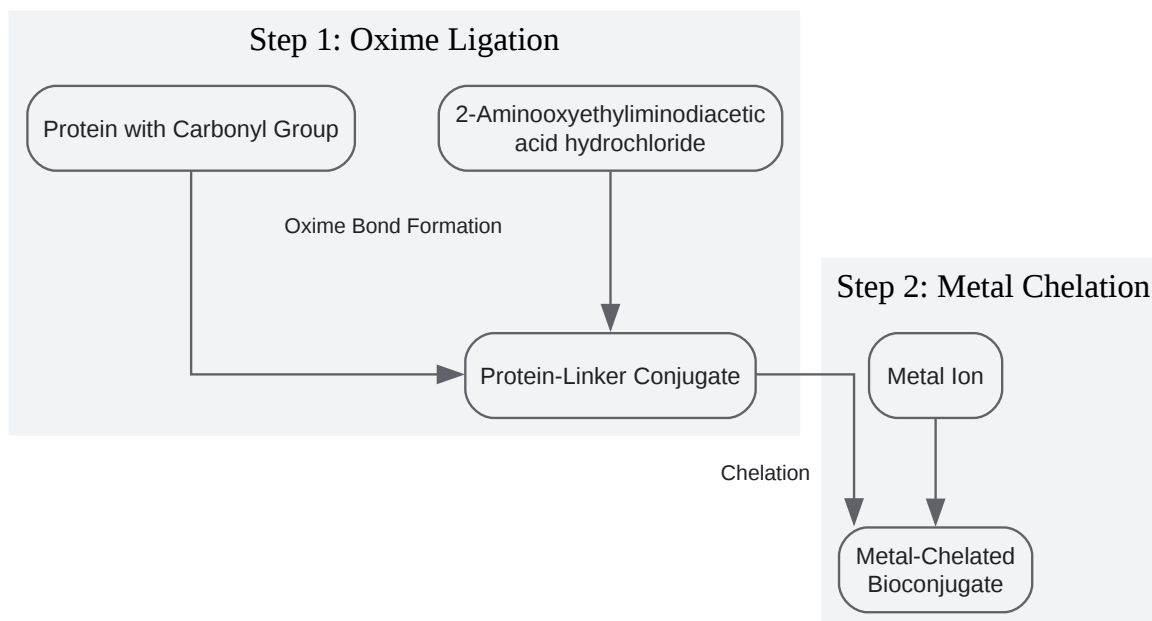 Step 1: Oxime Ligation
Protein with Carbonyl Group
2-Aminooxyethyliminodiacetic
acid hydrochloride
Oxime Bond Formation
Protein-Linker Conjugate
Step 2: Metal Chelation
Metal Ion
Chelation
Metal-Chelated
Bioconjugate